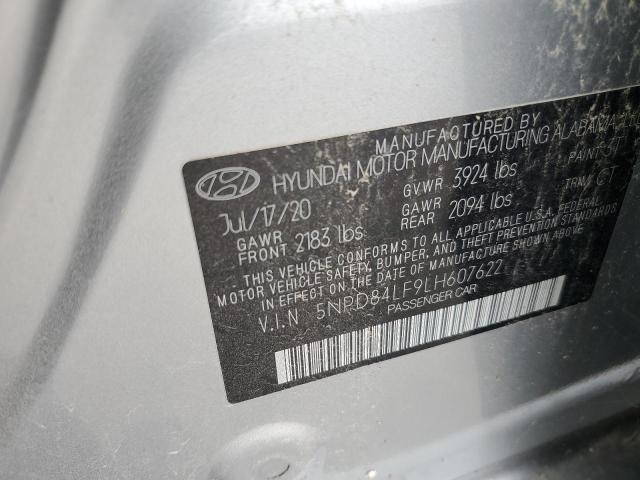 MANUFACTURED BY
HYUNDAI MOTOR MANUFACTURING ALABAMA
Jul/17/20 GVWR 3924 lbs PAINT
GAWR FRONT 2183 lbs GAWR REAR 2094 lbs TRM/ CT
THIS VEHICLE CONFORMS TO ALL APPLICABLE U.S.A. FEDERAL
MOTOR VEHICLE SAFETY, BUMPER, AND THEFT PREVENTION STANDARDS
IN EFFECT ON THE DATE OF MANUFACTURE SHOWN ABOVE.
V.I.N 5NPD84LF9LH607622
PASSENGER CAR